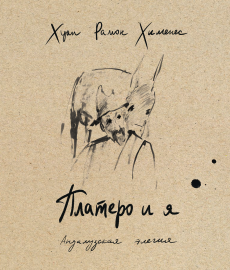 Хуан Рамон Хименес
Платеро и я
Андалузская элегия